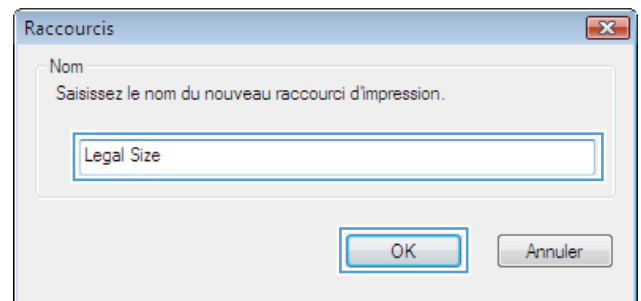 Raccourcis
Nom
Saisissez le nom du nouveau raccourci d'impression.
Legal Size
OK
Annuler